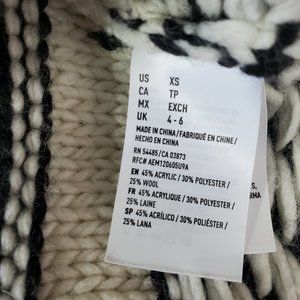 US XS
CA TP
MX EXCH
UK 4 - 6
MADE IN CHINA / FABRIQUÉ EN CHINE /
HECHO EN CHINA
RN 54485 / CA 03873
RFC# AEM120605U9A
EN 45% ACRYLIC / 30% POLYESTER /
25% WOOL
FR 45% ACRYLIQUE / 30% POLYESTER /
25% LAINE
SP 45% ACRÍLICO / 30% POLIÉSTER /
25% LANA